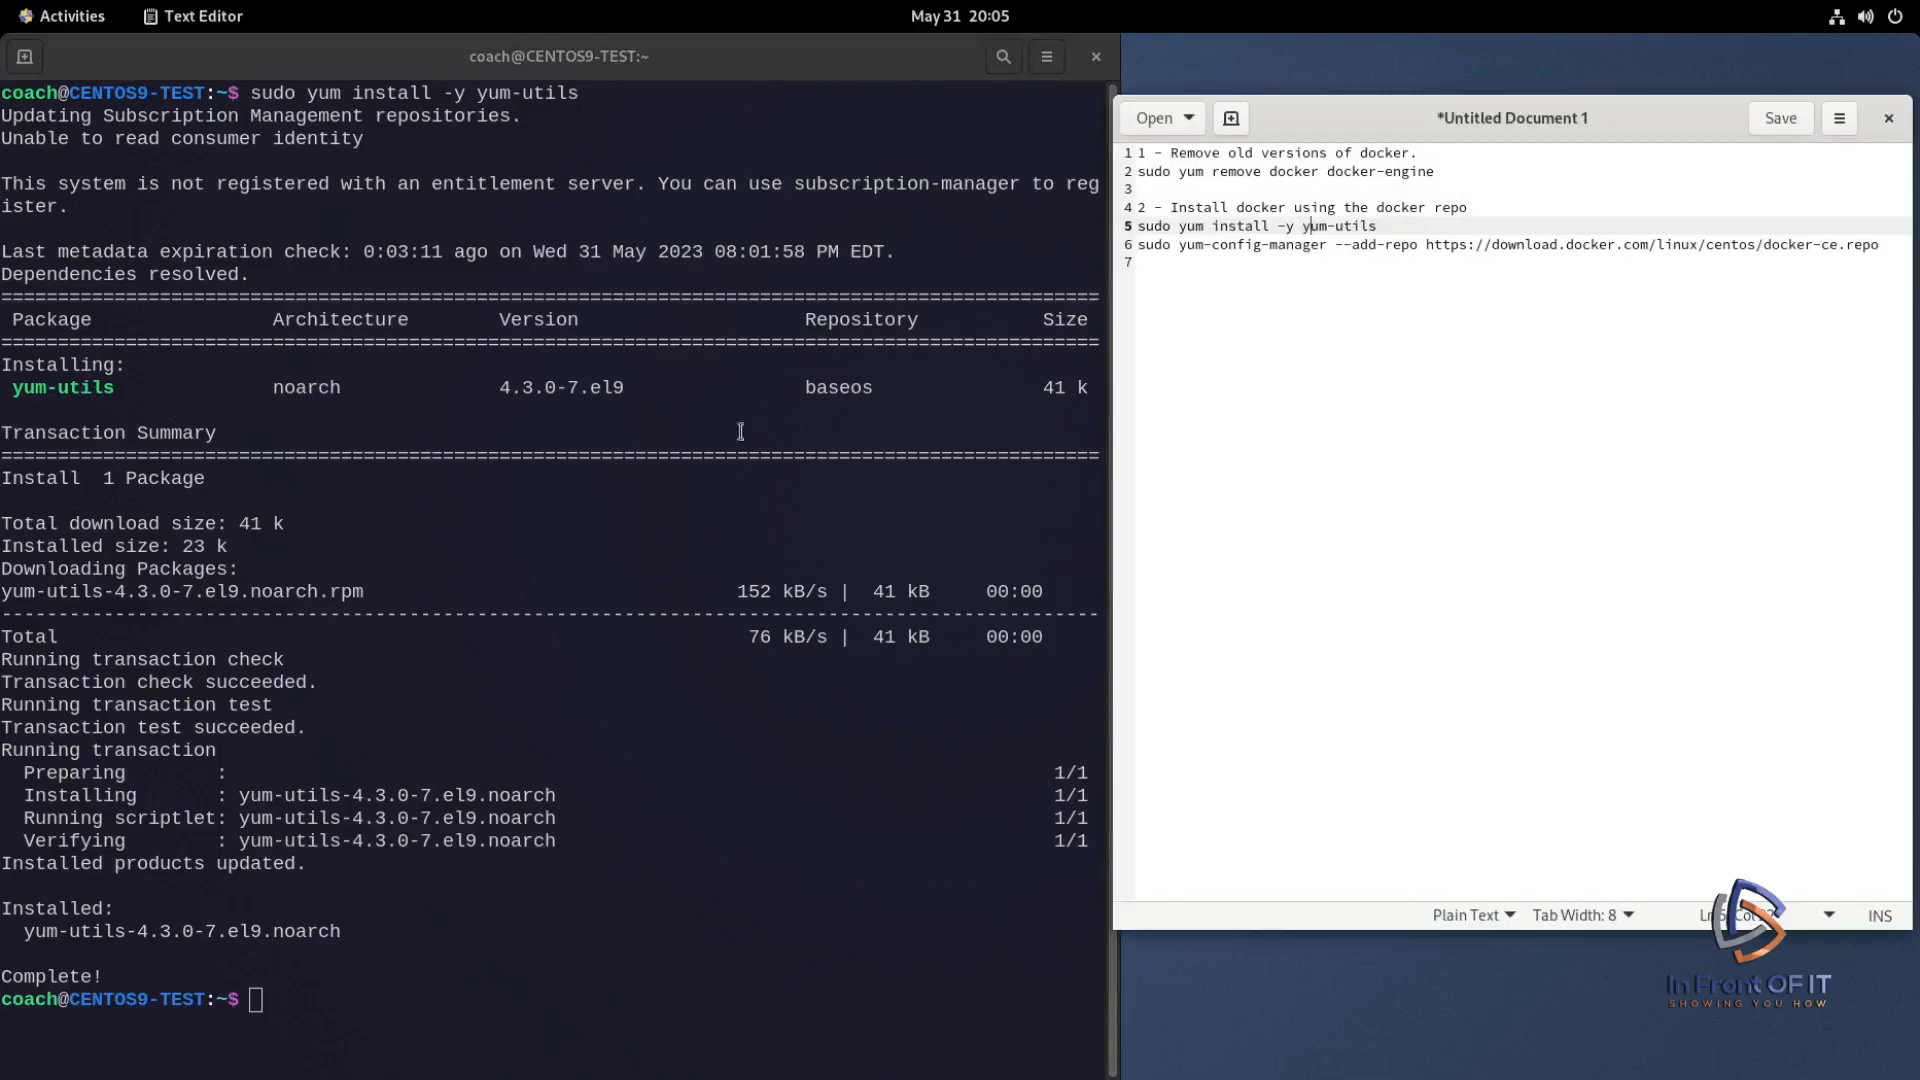 Activities
Text Editor
May 31 20:05
coach@CENTOS9-TEST:~
coach@CENTOS9-TEST:~$ sudo yum install -y yum-utils
Updating Subscription Management repositories.
Unable to read consumer identity
This system is not registered with an entitlement server. You can use subscription-manager to reg
ister.
Last metadata expiration check: 0:03:11 ago on Wed 31 May 2023 08:01:58 PM EDT.
Dependencies resolved.
================================================================================================
Package Architecture Version Repository Size
================================================================================================
Installing:
yum-utils noarch 4.3.0-7.el9 baseos 41 k
Transaction Summary
================================================================================================
Install 1 Package
Total download size: 41 k
Installed size: 23 k
Downloading Packages:
yum-utils-4.3.0-7.el9.noarch.rpm 152 kB/s | 41 kB 00:00
------------------------------------------------------------------------------------------------
Total 76 kB/s | 41 kB 00:00
Running transaction check
Transaction check succeeded.
Running transaction test
Transaction test succeeded.
Running transaction
Preparing : 1/1
Installing : yum-utils-4.3.0-7.el9.noarch 1/1
Running scriptlet: yum-utils-4.3.0-7.el9.noarch 1/1
Verifying : yum-utils-4.3.0-7.el9.noarch 1/1
Installed products updated.
Installed:
yum-utils-4.3.0-7.el9.noarch
Complete!
coach@CENTOS9-TEST:~$
Open
*Untitled Document 1
Save
1 1 - Remove old versions of docker.
2 sudo yum remove docker docker-engine
3
4 2 - Install docker using the docker repo
5 sudo yum install -y yum-utils
6 sudo yum-config-manager --add-repo https://download.docker.com/linux/centos/docker-ce.repo
7
Plain Text
Tab Width: 8
INS
In Front OF IT
SHOWING YOU HOW